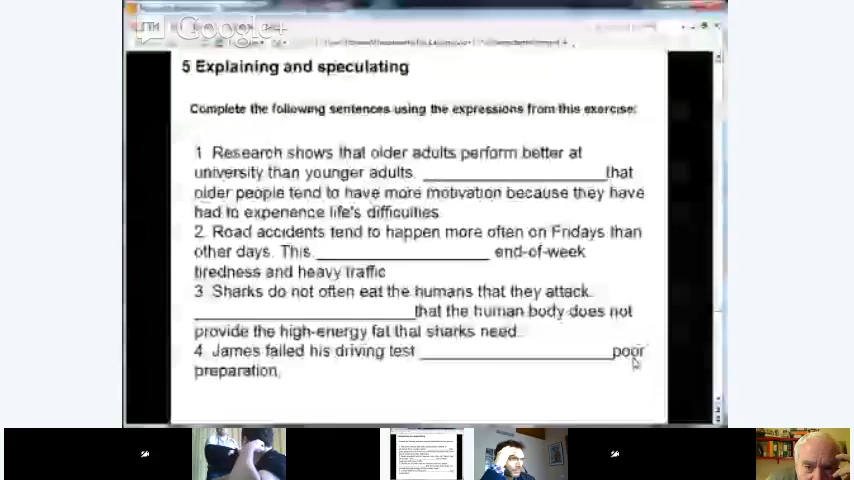 Google+
5 Explaining and speculating
Complete the following sentences using the expressions from this exercise:
1 Research shows that older adults perform better at
university than younger adults. ____________________ that
older people tend to have more motivation because they have
had to experience life's difficulties
2 Road accidents tend to happen more often on Fridays than
other days. This ____________________ end-of-week
tiredness and heavy traffic
3 Sharks do not often eat the humans that they attack.
________________________ that the human body does not
provide the high-energy fat that sharks need
4 James failed his driving test _____________________ poor
preparation.